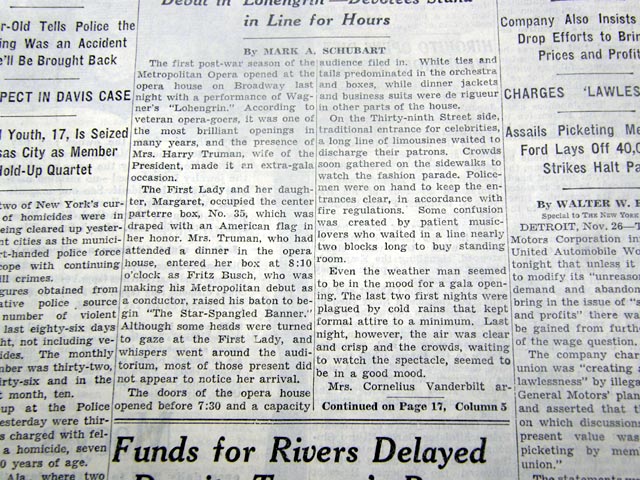 er-Old Tells Police the
ing Was an Accident
e'll Be Brought Back
PECT IN DAVIS CASE
Youth, 17, Is Seized
sas City as Member
Hold-Up Quartet
two of New York's cur-
of homicides were in
being cleared up yester-
nt cities as the munici-
rt-handed police force
cope with continuing
ll crimes.
gures obtained from
ative police source
number of violent
last eighty-six days
ht, not including ve-
ides. The monthly
mber was thirty-two,
irty-six and in the
t month, ten.
up at the Police
yesterday were thir-
s charged with fel-
a homicide, seven
0 years of age.
Ala., where two
Debut in 'Lohengrin'—Devotees Stand
in Line for Hours
By MARK A. SCHUBART
The first post-war season of the
Metropolitan Opera opened at the
opera house on Broadway last
night with a performance of Wag-
ner's "Lohengrin." According to
veteran opera-goers, it was one of
the most brilliant openings in
many years, and the presence of
Mrs. Harry Truman, wife of the
President, made it an extra-gala
occasion.
The First Lady and her daugh-
ter, Margaret, occupied the center
parterre box, No. 35, which was
draped with an American flag in
her honor. Mrs. Truman, who had
attended a dinner in the opera
house, entered her box at 8:10
o'clock as Fritz Busch, who was
making his Metropolitan debut as
a conductor, raised his baton to be-
gin "The Star-Spangled Banner."
Although some heads were turned
to gaze at the First Lady, and
whispers went around the audi-
torium, most of those present did
not appear to notice her arrival.
The doors of the opera house
opened before 7:30 and a capacity
audience filed in. White ties and
tails predominated in the orchestra
and boxes, while dinner jackets
and business suits were de rigueur
in other parts of the house.
On the Thirty-ninth Street side,
traditional entrance for celebrities,
a long line of limousines waited to
discharge their patrons. Crowds
soon gathered on the sidewalks to
watch the fashion parade. Police-
men were on hand to keep the en-
trances clear, in accordance with
fire regulations. Some confusion
was created by patient music-
lovers who waited in a line nearly
two blocks long to buy standing
room.
Even the weather man seemed
to be in the mood for a gala open-
ing. The last two first nights were
plagued by cold rains that kept
formal attire to a minimum. Last
night, however, the air was clear
and crisp and the crowds, waiting
to watch the spectacle, seemed to
be in a good mood.
Mrs. Cornelius Vanderbilt ar-
Continued on Page 17, Column 5
Funds for Rivers Delayed
Company Also Insists
Drop Efforts to Brin
Prices and Profit
CHARGES 'LAWLES
Assails Picketing Me
Ford Lays Off 40,0
Strikes Halt Pa
By WALTER W. R
Special to THE NEW YORK
DETROIT, Nov. 26—T
Motors Corporation in
United Automobile Wo
tonight that unless it
to modify its "unreason
demand and abandon
bring in the issue of "
and profits" there wa
be gained from furth
of the wage question.
The company char
union was "creating a
lawlessness" by illeg
General Motors' plan
and asserted that t
on which discussions
present value was
picketing by mem
union."
The statements